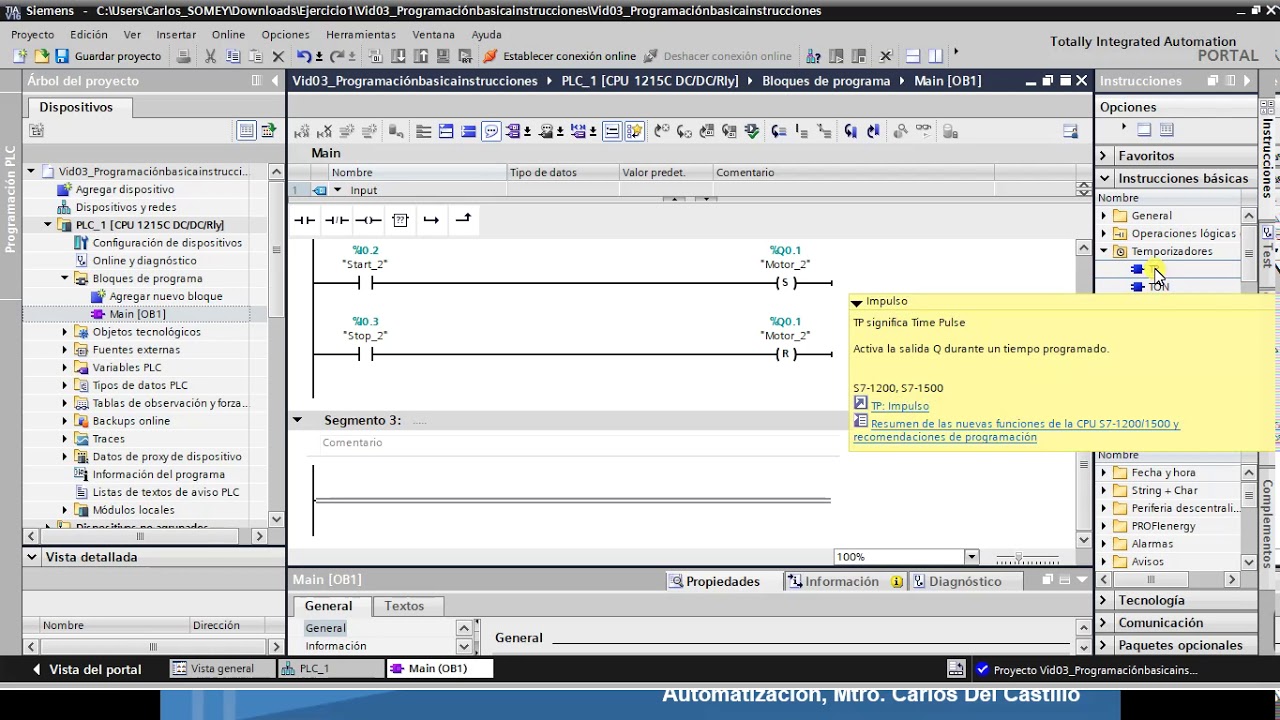 TIA V16 Siemens - C:\Users\Carlos_SOMEY\Downloads\Ejercicio1\Vid03_Programaciónbasicainstrucciones\Vid03_Programaciónbasicainstrucciones
Proyecto Edición Ver Insertar Online Opciones Herramientas Ventana Ayuda
Totally Integrated Automation
PORTAL
Guardar proyecto Establecer conexión online Deshacer conexión online
Árbol del proyecto
Dispositivos
Programación PLC
Vid03_Programaciónbasicainstrucci...
Agregar dispositivo
Dispositivos y redes
PLC_1 [CPU 1215C DC/DC/Rly]
Configuración de dispositivos
Online y diagnóstico
Bloques de programa
Agregar nuevo bloque
Main [OB1]
Objetos tecnológicos
Fuentes externas
Variables PLC
Tipos de datos PLC
Tablas de observación y forza...
Backups online
Traces
Datos de proxy de dispositivo
Información del programa
Listas de textos de aviso PLC
Módulos locales
Dispositivos no agrupados
Vista detallada
Nombre Dirección
Vid03_Programaciónbasicainstrucciones PLC_1 [CPU 1215C DC/DC/Rly] Bloques de programa Main [OB1]
Main
Nombre Tipo de datos Valor predet. Comentario
1 Input
??
%I0.2 %Q0.1
"Start_2" "Motor_2"
S
%I0.3 %Q0.1
"Stop_2" "Motor_2"
R
Segmento 3: .....
Comentario
100%
Main [OB1] Propiedades Información Diagnóstico
General Textos
General
Información
General
Instrucciones
Opciones
Favoritos
Instrucciones básicas
Nombre
General
Operaciones lógicas
Temporizadores
TON
Impulso
TP significa Time Pulse
Activa la salida Q durante un tiempo programado.
S7-1200, S7-1500
TP: Impulso
Resumen de las nuevas funciones de la CPU S7-1200/1500 y
recomendaciones de programación
Nombre
Fecha y hora
String + Char
Periferia descentrali...
PROFIenergy
Alarmas
Avisos
Tecnología
Comunicación
Paquetes opcionales
Instrucciones
Test
Complementos
Vista del portal Vista general PLC_1 Main (OB1) Proyecto Vid03_Programaciónbasicains...
Automatización, Mtro. Carlos Del Castillo